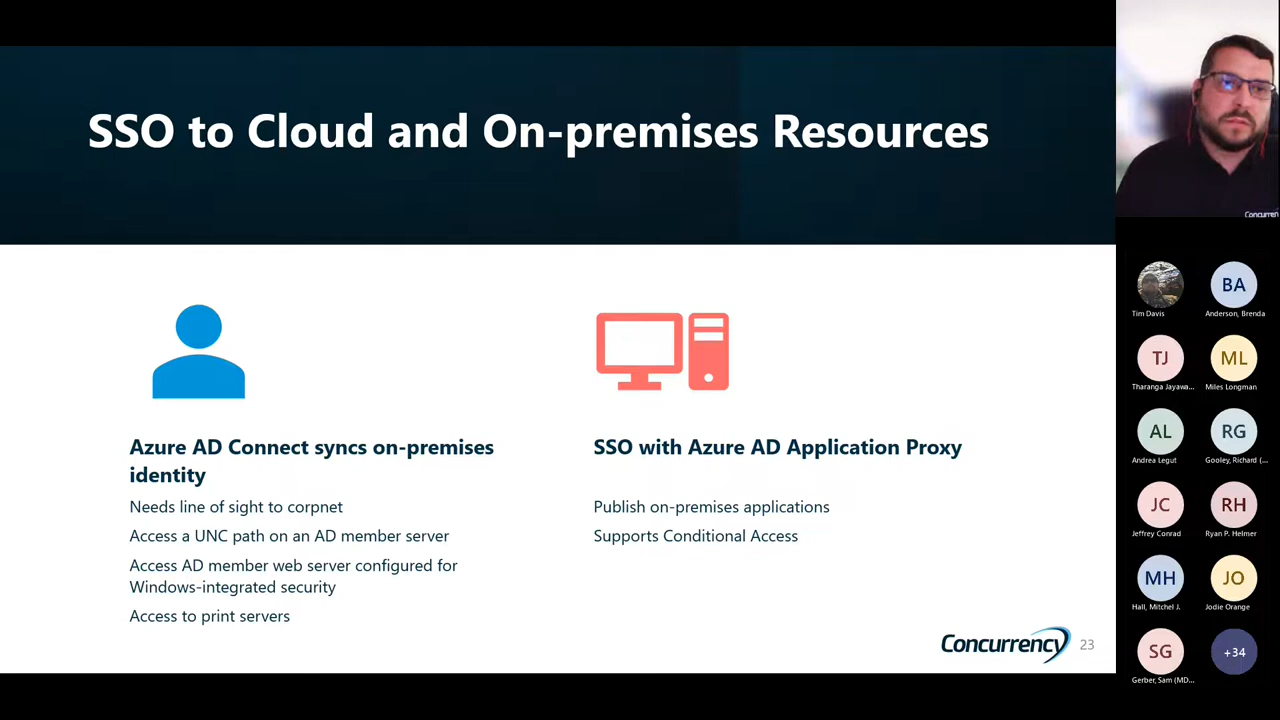 SSO to Cloud and On-premises Resources
Azure AD Connect syncs on-premises
identity
Needs line of sight to corpnet
Access a UNC path on an AD member server
Access AD member web server configured for
Windows-integrated security
Access to print servers
SSO with Azure AD Application Proxy
Publish on-premises applications
Supports Conditional Access
Concurrency
23
Concurren
Tim Davis
BA
Anderson, Brenda
TJ
Tharanga Jayawa...
ML
Miles Longman
AL
Andrea Legut
RG
Gooley, Richard (...
JC
Jeffrey Conrad
RH
Ryan P. Helmer
MH
Hall, Mitchel J.
JO
Jodie Orange
SG
Gerber, Sam (MD...
+34